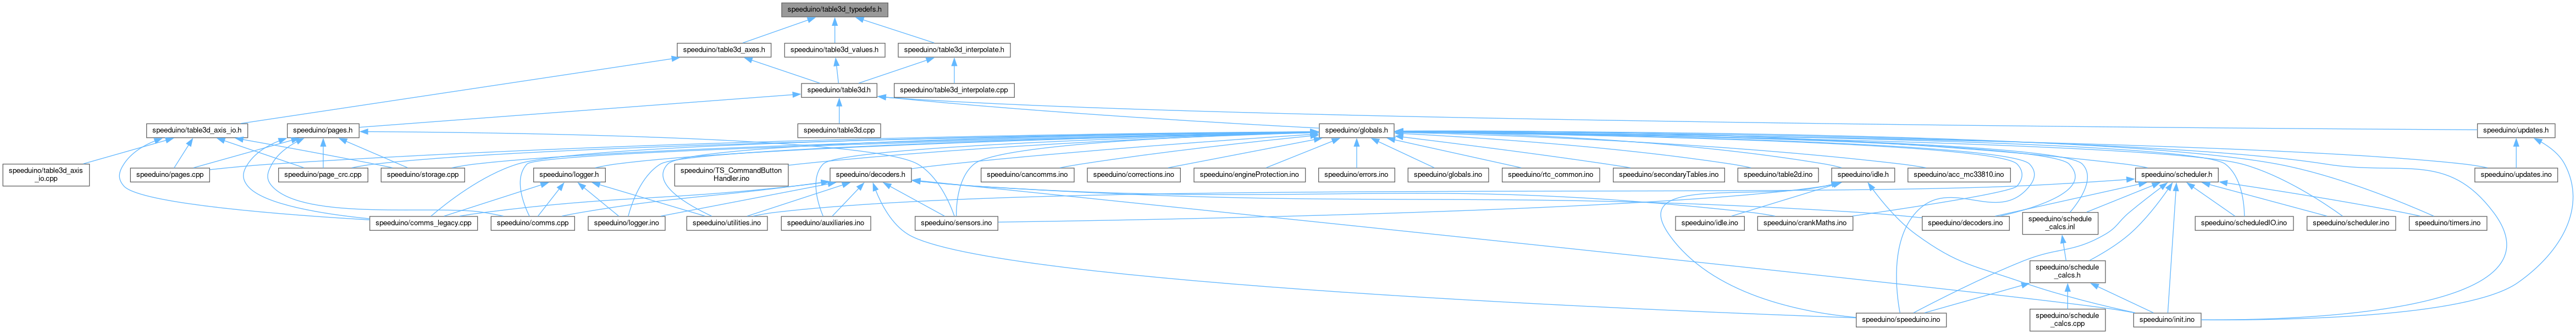 speeduino/table3d_typedefs.h
speeduino/table3d_axes.h
speeduino/table3d_values.h
speeduino/table3d_interpolate.h
speeduino/table3d.h
speeduino/table3d_interpolate.cpp
speeduino/table3d_axis_io.h
speeduino/pages.h
speeduino/table3d.cpp
speeduino/globals.h
speeduino/updates.h
speeduino/table3d_axis
_io.cpp
speeduino/pages.cpp
speeduino/page_crc.cpp
speeduino/storage.cpp
speeduino/logger.h
speeduino/TS_CommandButton
Handler.ino
speeduino/decoders.h
speeduino/cancomms.ino
speeduino/corrections.ino
speeduino/engineProtection.ino
speeduino/errors.ino
speeduino/globals.ino
speeduino/rtc_common.ino
speeduino/secondaryTables.ino
speeduino/table2d.ino
speeduino/idle.h
speeduino/acc_mc33810.ino
speeduino/scheduler.h
speeduino/updates.ino
speeduino/comms_legacy.cpp
speeduino/comms.cpp
speeduino/logger.ino
speeduino/utilities.ino
speeduino/auxiliaries.ino
speeduino/sensors.ino
speeduino/idle.ino
speeduino/crankMaths.ino
speeduino/decoders.ino
speeduino/schedule
_calcs.inl
speeduino/scheduledIO.ino
speeduino/scheduler.ino
speeduino/timers.ino
speeduino/schedule
_calcs.h
speeduino/speeduino.ino
speeduino/schedule
_calcs.cpp
speeduino/init.ino